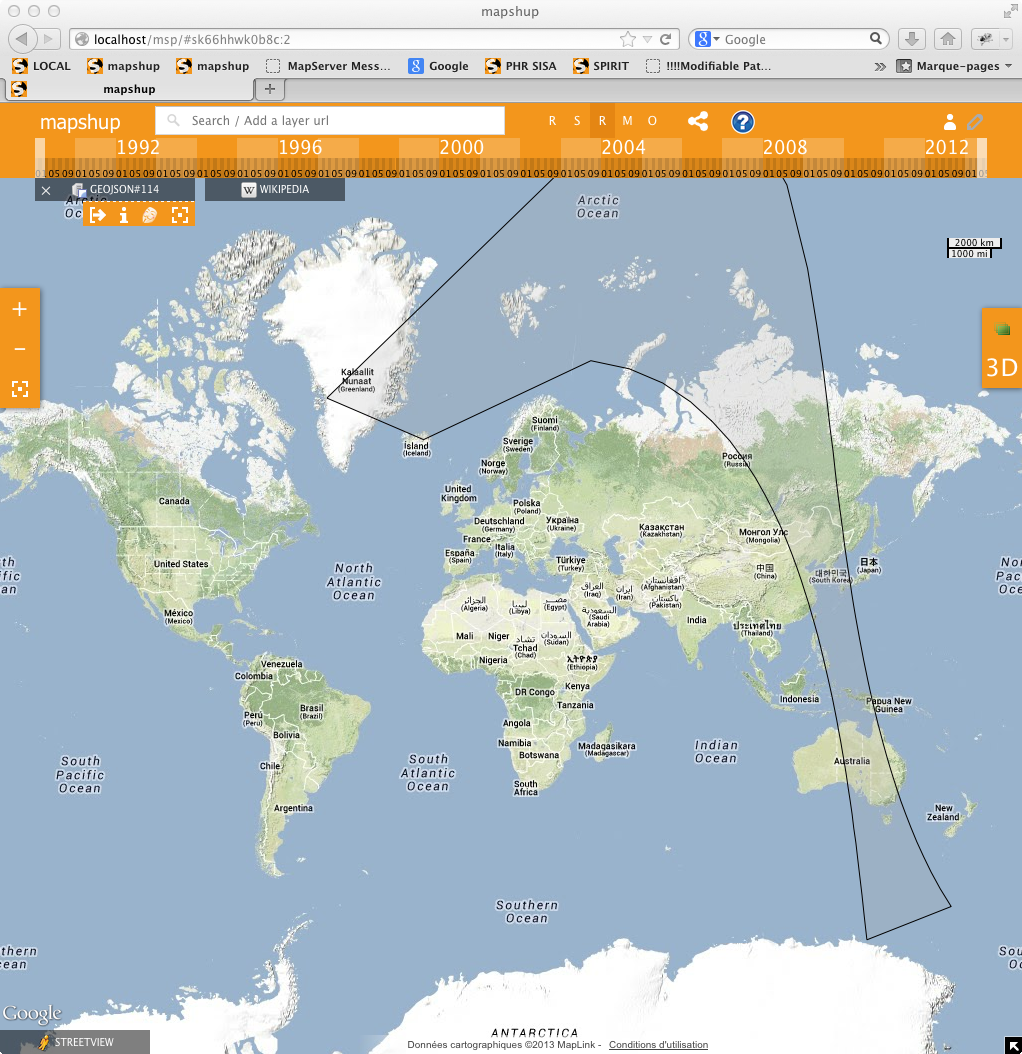 mapshup
localhost/msp/#sk66hhwk0b8c:2
Google
LOCAL mapshup mapshup MapServer Mess... Google PHR SISA SPIRIT !!!!Modifiable Pat... Marque-pages
mapshup
mapshup Search / Add a layer url R S R M O ?
1992 1996 2000 2004 2008 2012
GEOJSON#114 W WIKIPEDIA
Arctic
Ocean
Arctic
Ocean
2000 km
1000 mi
3D
Kalaallit
Nunaat
(Greenland)
Ísland
(Iceland)
Suomi
(Finland)
Sverige
(Sweden)
Norge
(Norway)
Россия
(Russia)
United
Kingdom
Polska
(Poland)
Deutschland
(Germany)
Україна
(Ukraine)
Canada
France
Italia
(Italy)
España
(Spain)
Türkiye
(Turkey)
Қазақстан
(Kazakhstan)
Монгол Улс
(Mongolia)
中国
(China)
대한민국
(South Korea)
日本
(Japan)
United States
North
Atlantic
Ocean
العراق
(Iraq)
ایران
(Iran)
افغانستان
(Afghanistan)
پاکستان
(Pakistan)
الجزائر
(Algeria)
ليبيا
(Libya)
مصر
(Egypt)
السعودية
(Saudi
Arabia)
México
(Mexico)
India
ประเทศไทย
(Thailand)
Mali
Niger
تشاد
Tchad
(Chad)
السودان
(Sudan)
Nigeria
ኢትዮጵያ
(Ethiopia)
Venezuela
Colombia
DR Congo
Kenya
Tanzania
Indonesia
Papua New
Guinea
Perú
(Peru)
Brasil
(Brazil)
Bolivia
Angola
Namibia
Botswana
Madagasikara
(Madagascar)
South
Africa
Chile
Argentina
South
Pacific
Ocean
South
Atlantic
Ocean
Indian
Ocean
Australia
New
Zealand
Southern
Ocean
ANTARCTICA
Google
Données cartographiques ©2013 MapLink - Conditions d'utilisation
STREETVIEW